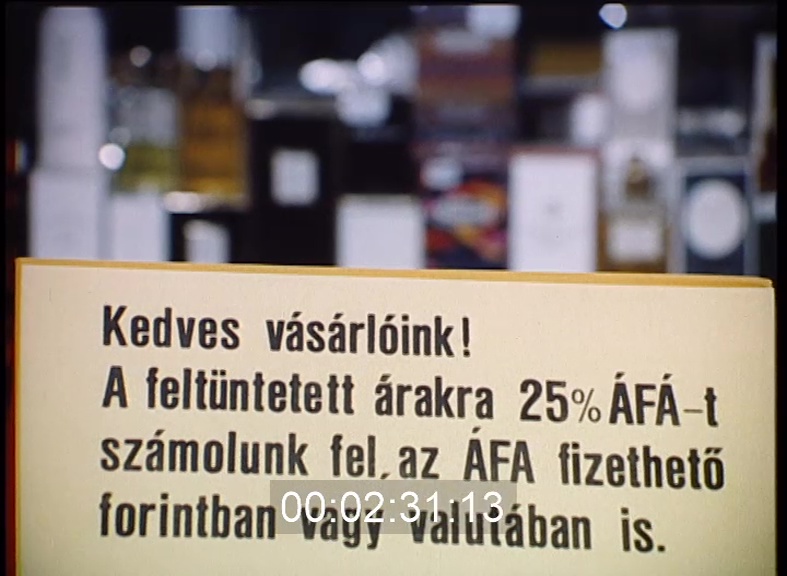 Kedves vásárlóink!
A feltüntetett árakra 25% ÁFÁ-t
számolunk fel, az ÁFA fizethető
forintban vagy valutában is.
00:02:31:13